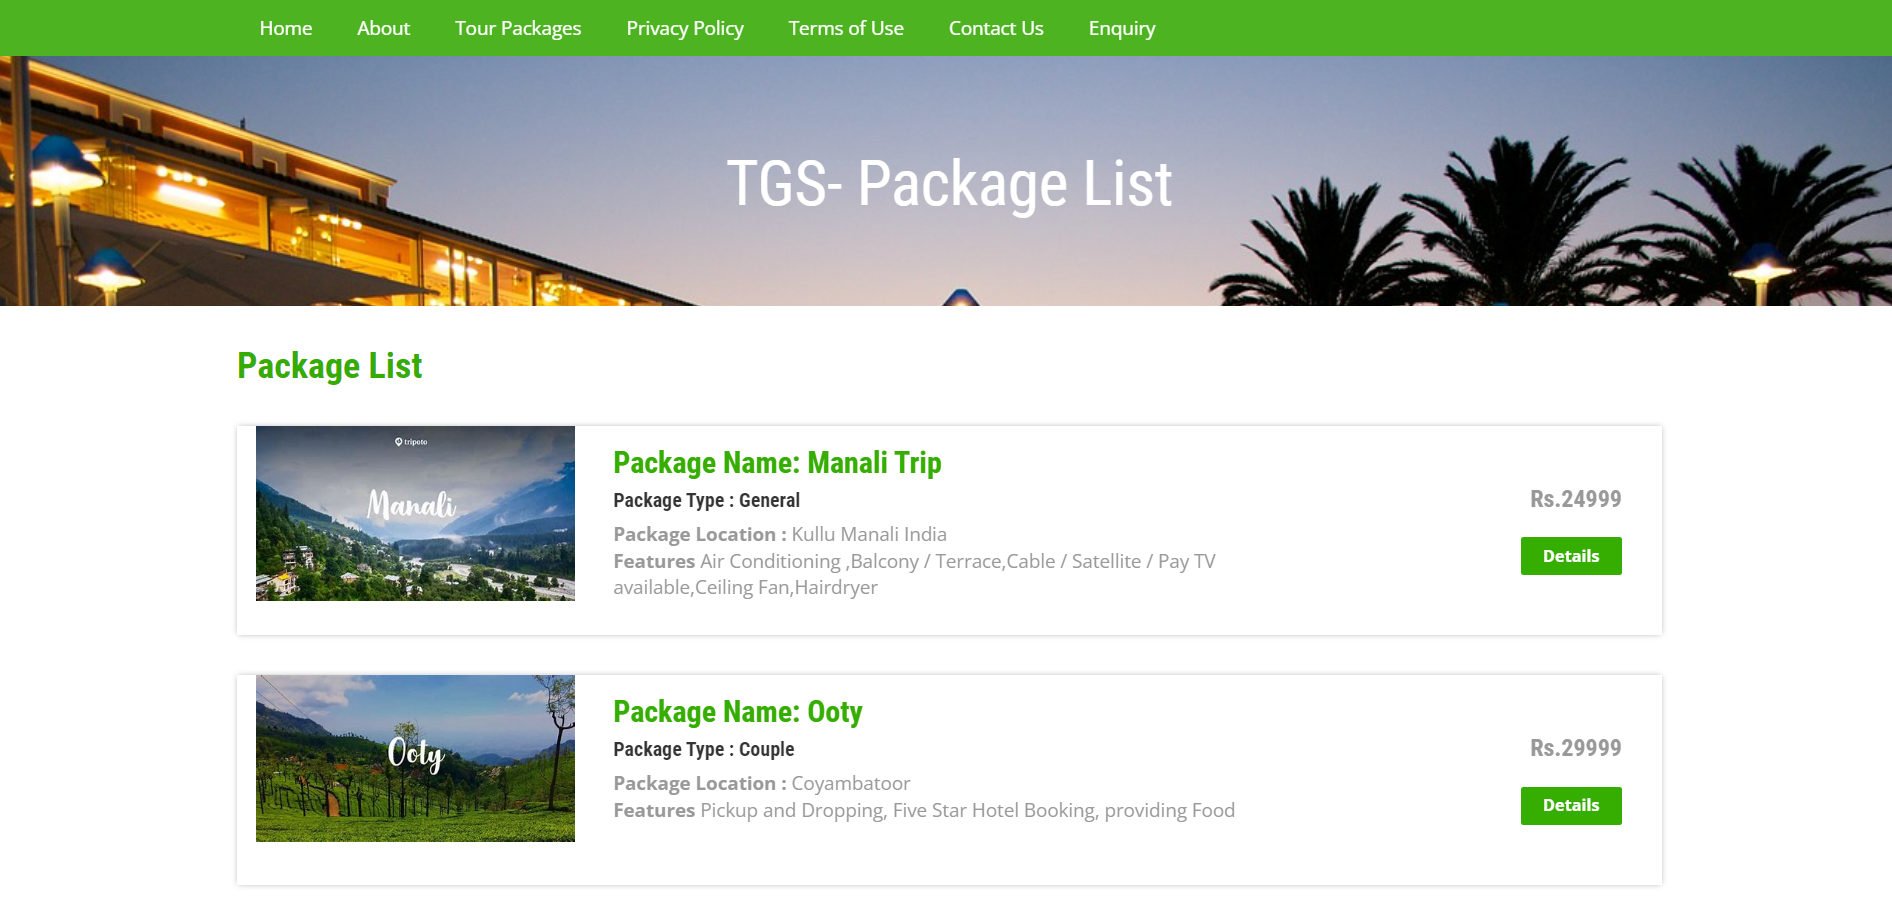 Home About Tour Packages Privacy Policy Terms of Use Contact Us Enquiry
TGS- Package List
Package List
tripoto
Manali
Package Name: Manali Trip
Package Type : General
Package Location : Kullu Manali India
Features Air Conditioning ,Balcony / Terrace,Cable / Satellite / Pay TV
available,Ceiling Fan,Hairdryer
Rs.24999
Details
Ooty
Package Name: Ooty
Package Type : Couple
Package Location : Coyambatoor
Features Pickup and Dropping, Five Star Hotel Booking, providing Food
Rs.29999
Details